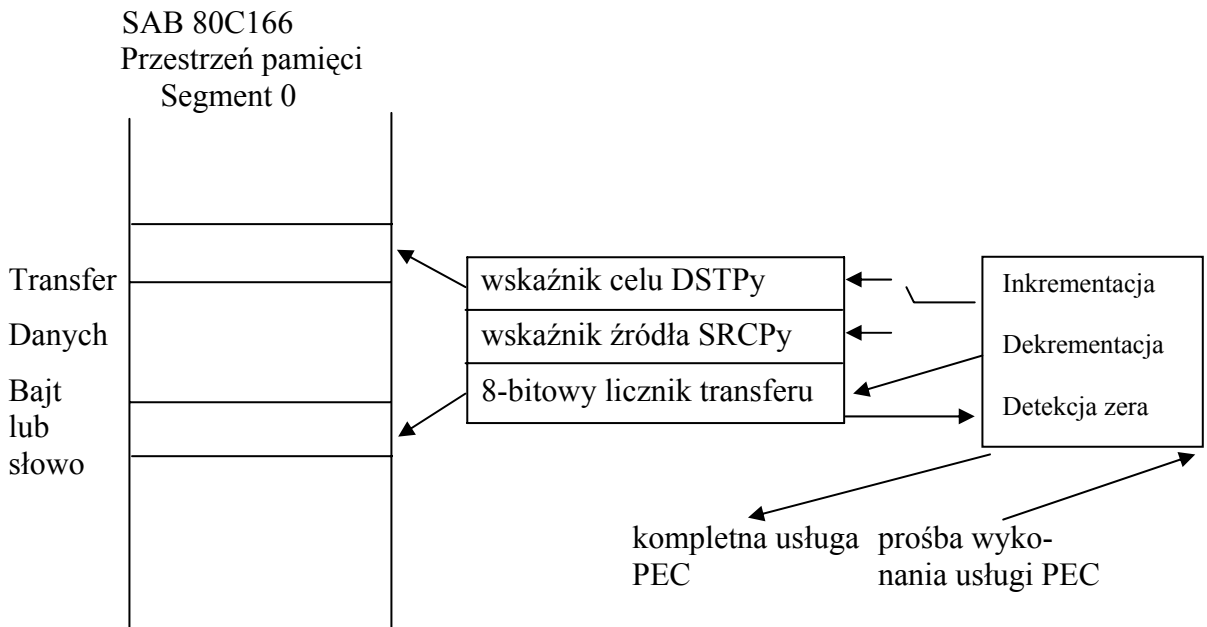 SAB 80C166
Przestrzeń pamięci
Segment 0
Transfer
Danych
Bajt
lub
słowo
wskaźnik celu DSTPy
wskaźnik źródła SRCPy
8-bitowy licznik transferu
Inkrementacja
Dekrementacja
Detekcja zera
kompletna usługa
PEC
prośba wyko-
nania usługi PEC